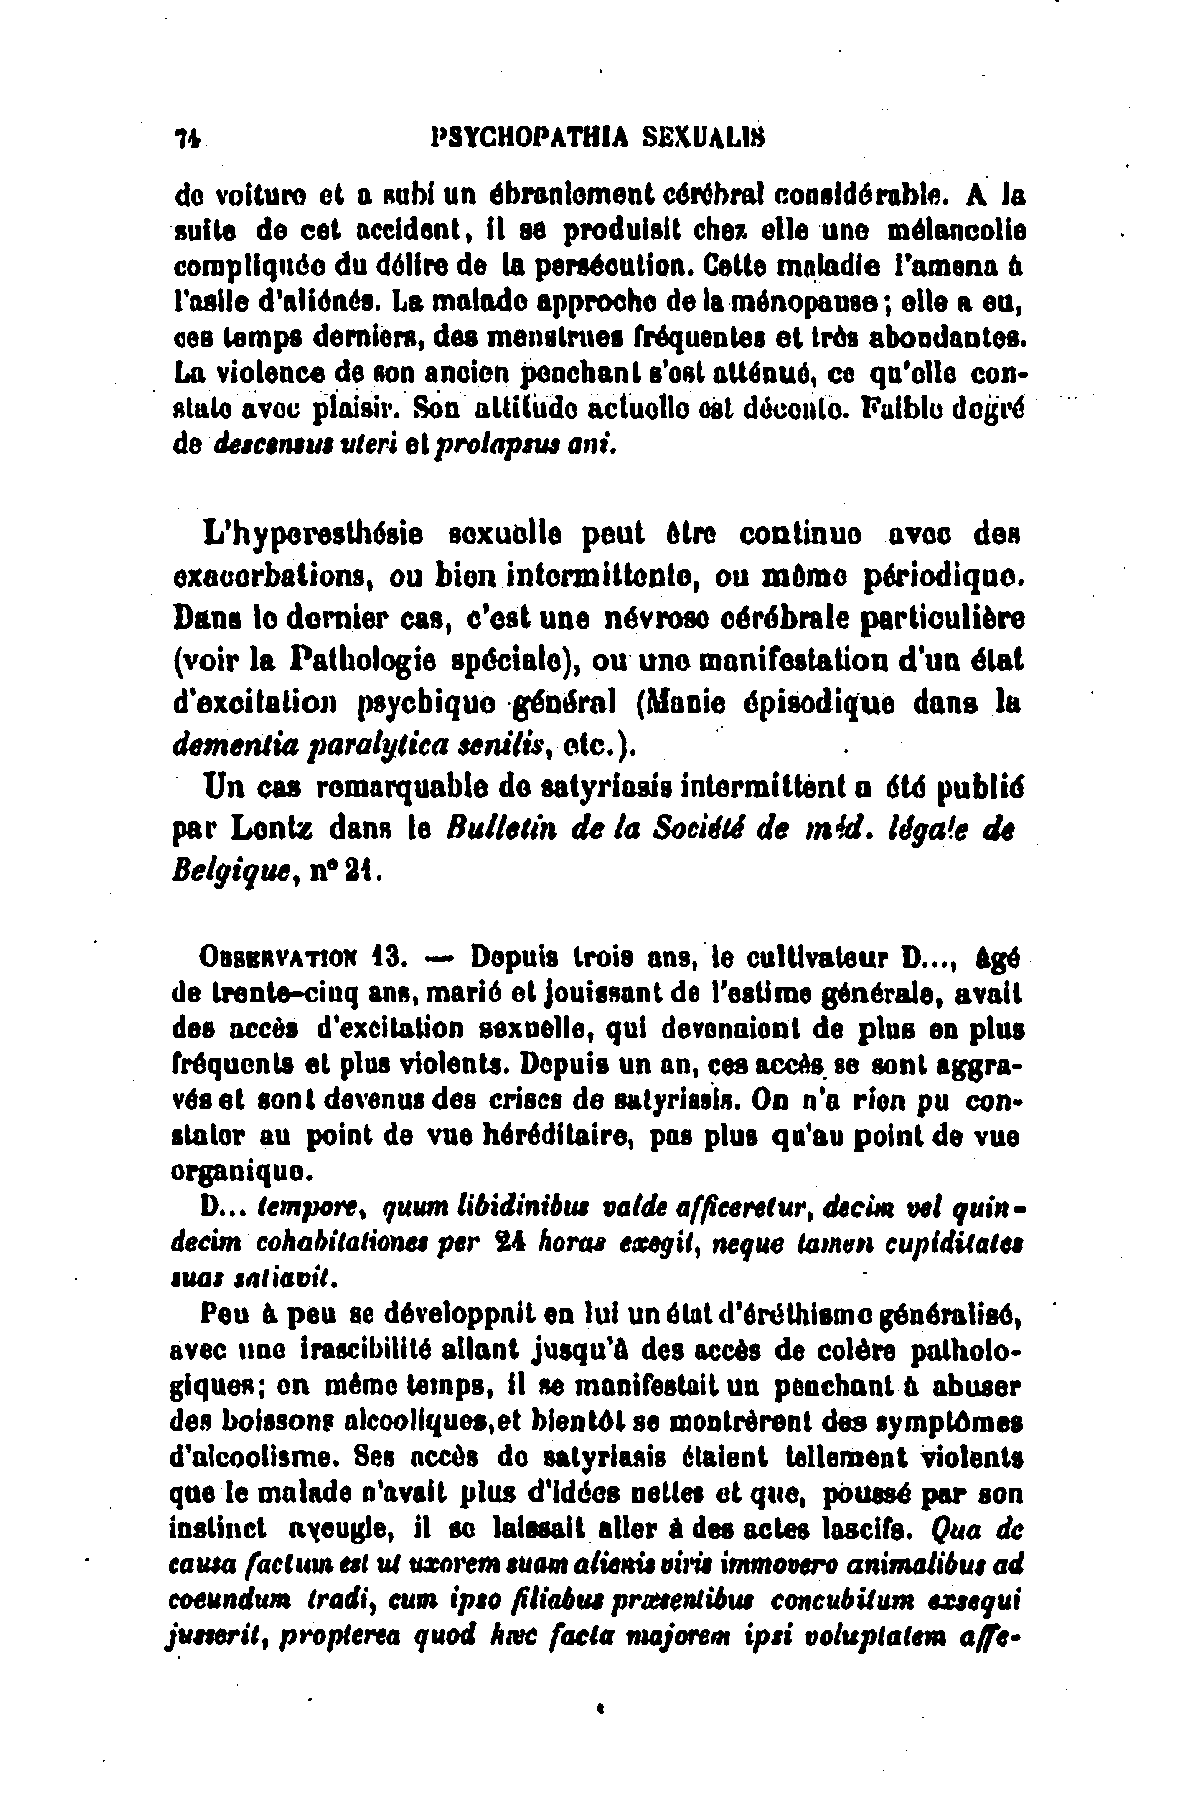 74 PSYCHOPATHIA SEXUALIS
de voiture et a subi un ébranlement cérébral considérable. A la
suite de cet accident, il se produisit chez elle une mélancolie
compliquée du délire de la persécution. Cette maladie l'amena à
l'asile d'aliénés. La malade approche de la ménopause; elle a eu,
ces temps derniers, des menstrues fréquentes et très abondantes.
La violence de son ancien penchant s'est atténué, ce qu'elle con-
state avec plaisir. Son attitude actuelle est décente. Faible degré
de descensus uteri et prolapsus ani.
L'hyperesthésie sexuelle peut être continue avec des
exacerbations, ou bien intermittente, ou même périodique.
Dans le dernier cas, c'est une névrose cérébrale particulière
(voir la Pathologie spéciale), ou une manifestation d'un état
d'excitation psychique général (Manie épisodique dans la
dementia paralytica senilis, etc.).
Un cas remarquable de satyriasis intermittent a été publié
par Lentz dans le Bulletin de la Société de méd. légale de
Belgique, n° 21.
OBSERVATION 13. — Depuis trois ans, le cultivateur D..., âgé
de trente-cinq ans, marié et jouissant de l'estime générale, avait
des accès d'excitation sexuelle, qui devenaient de plus en plus
fréquents et plus violents. Depuis un an, ces accès se sont aggra-
vés et sont devenus des crises de satyriasis. On n'a rien pu con-
stater au point de vue héréditaire, pas plus qu'au point de vue
organique.
D... tempore, quum libidinibus valde afficeretur, decim vel quin-
decim cohabitationes per 24 horas exegit, neque tamen cupiditates
suas satiavit.
Peu à peu se développait en lui un état d'éréthisme généralisé,
avec une irascibilité allant jusqu'à des accès de colère patholo-
giques; en même temps, il se manifestait un penchant à abuser
des boissons alcooliques, et bientôt se montrèrent des symptômes
d'alcoolisme. Ses accès de satyriasis étaient tellement violents
que le malade n'avait plus d'idées nettes et que, poussé par son
instinct aveugle, il se laissait aller à des actes lascifs. Qua de
causa factum est ut uxorem suam alienis viris immovero animalibus ad
coeundum tradi, cum ipso filiabus præsentibus concubitum exsequi
jusserit, propterea quod hæc facta majorem ipsi voluptatem affe-